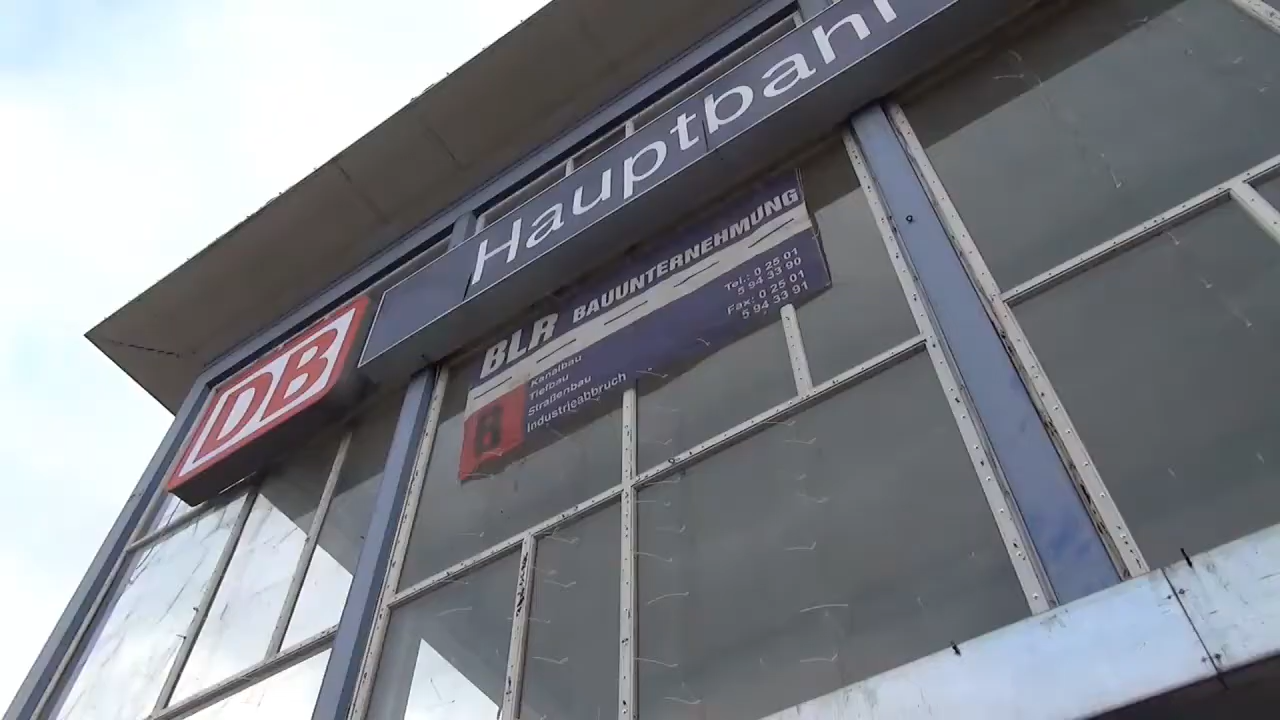 Hauptbahn
DB
BLR BAUUNTERNEHMUNG
Tel.: 0 25 01
5 94 33 90
Fax: 0 25 01
5 94 33 91
Kanalbau
Tiefbau
Straßenbau
Industrieabbruch